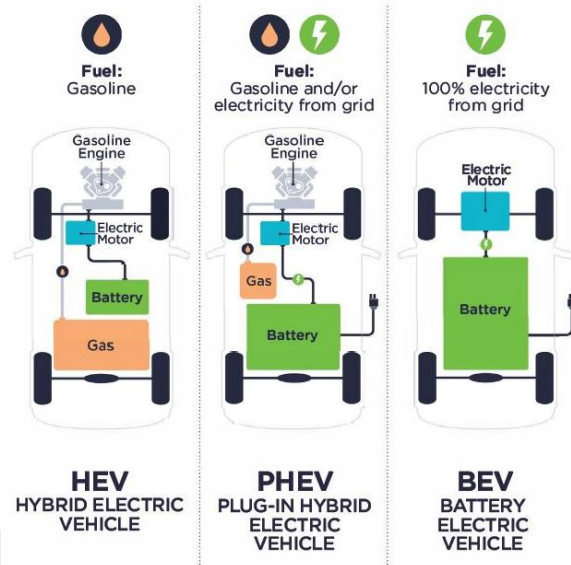 Fuel:
Gasoline
Gasoline
Engine
Electric
Motor
Battery
Gas
HEV
HYBRID ELECTRIC
VEHICLE
Fuel:
Gasoline and/or
electricity from grid
Gasoline
Engine
Electric
Motor
Gas
Battery
PHEV
PLUG-IN HYBRID
ELECTRIC
VEHICLE
Fuel:
100% electricity
from grid
Electric
Motor
Battery
BEV
BATTERY
ELECTRIC
VEHICLE